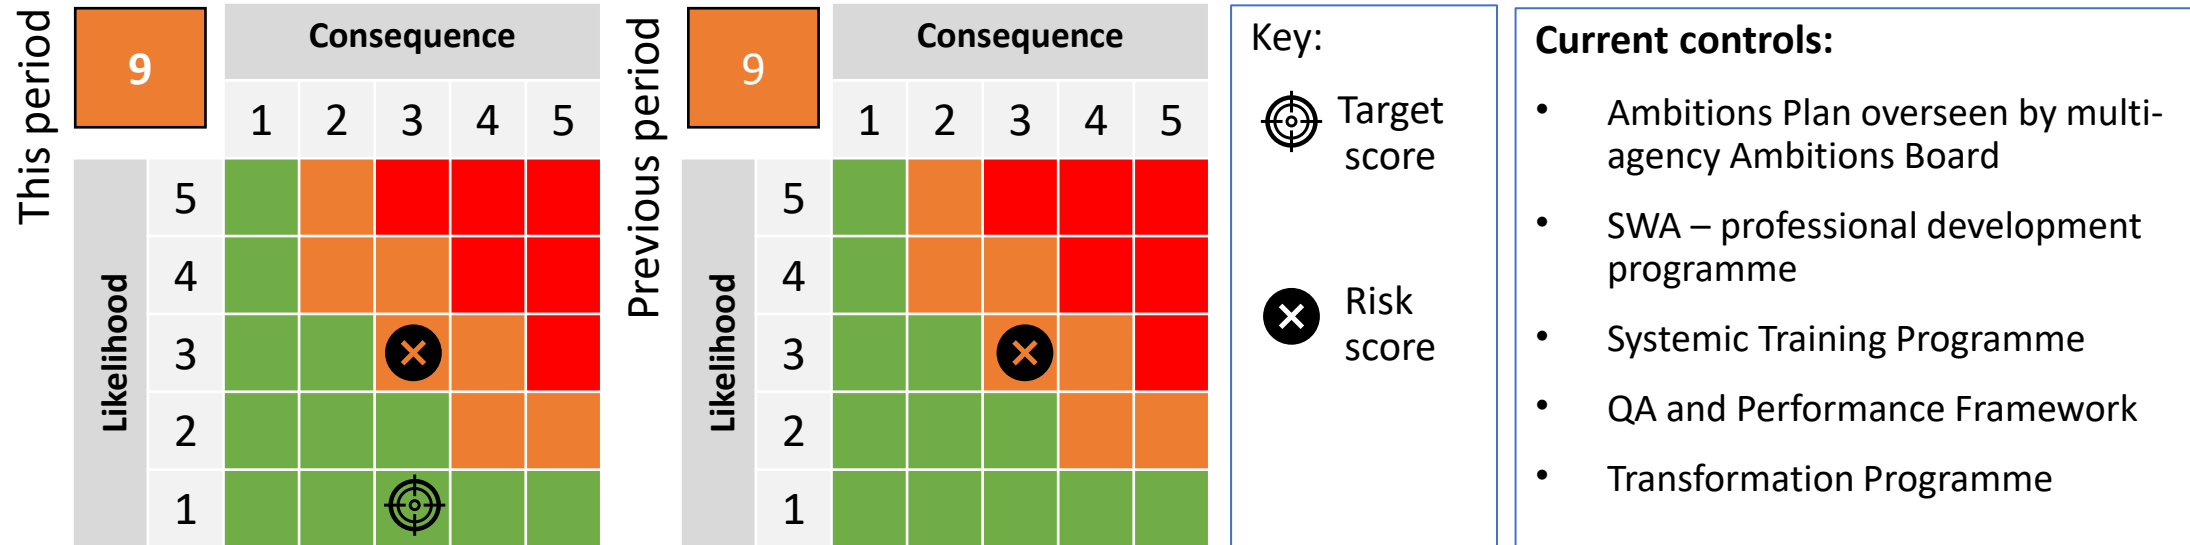 This period
9
Consequence
1 2 3 4 5
Likelihood
5
4
3
2
1
Previous period
9
Consequence
1 2 3 4 5
Likelihood
5
4
3
2
1
Key:
Target
score
Risk
score
Current controls:
• Ambitions Plan overseen by multi-
agency Ambitions Board
• SWA – professional development
programme
• Systemic Training Programme
• QA and Performance Framework
• Transformation Programme